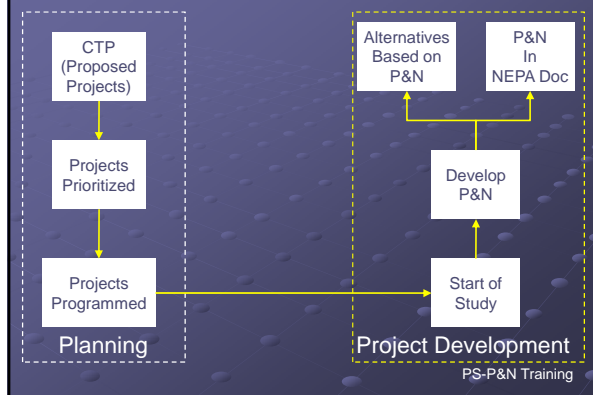 CTP
(Proposed
Projects)
Projects
Prioritized
Projects
Programmed
Planning
Alternatives
Based on
P&N
P&N
In
NEPA Doc
Develop
P&N
Start of
Study
Project Development
PS-P&N Training